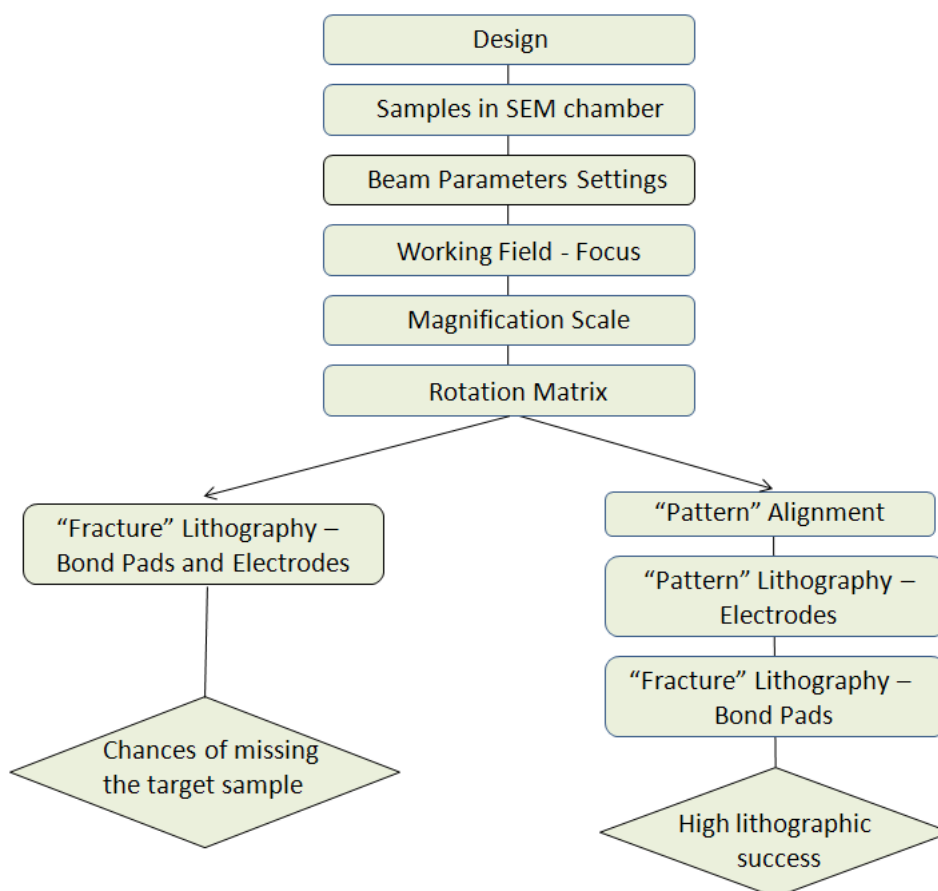 Design
Samples in SEM chamber
Beam Parameters Settings
Working Field - Focus
Magnification Scale
Rotation Matrix
“Fracture” Lithography –
Bond Pads and Electrodes
Chances of missing
the target sample
“Pattern” Alignment
“Pattern” Lithography –
Electrodes
“Fracture” Lithography –
Bond Pads
High lithographic
success